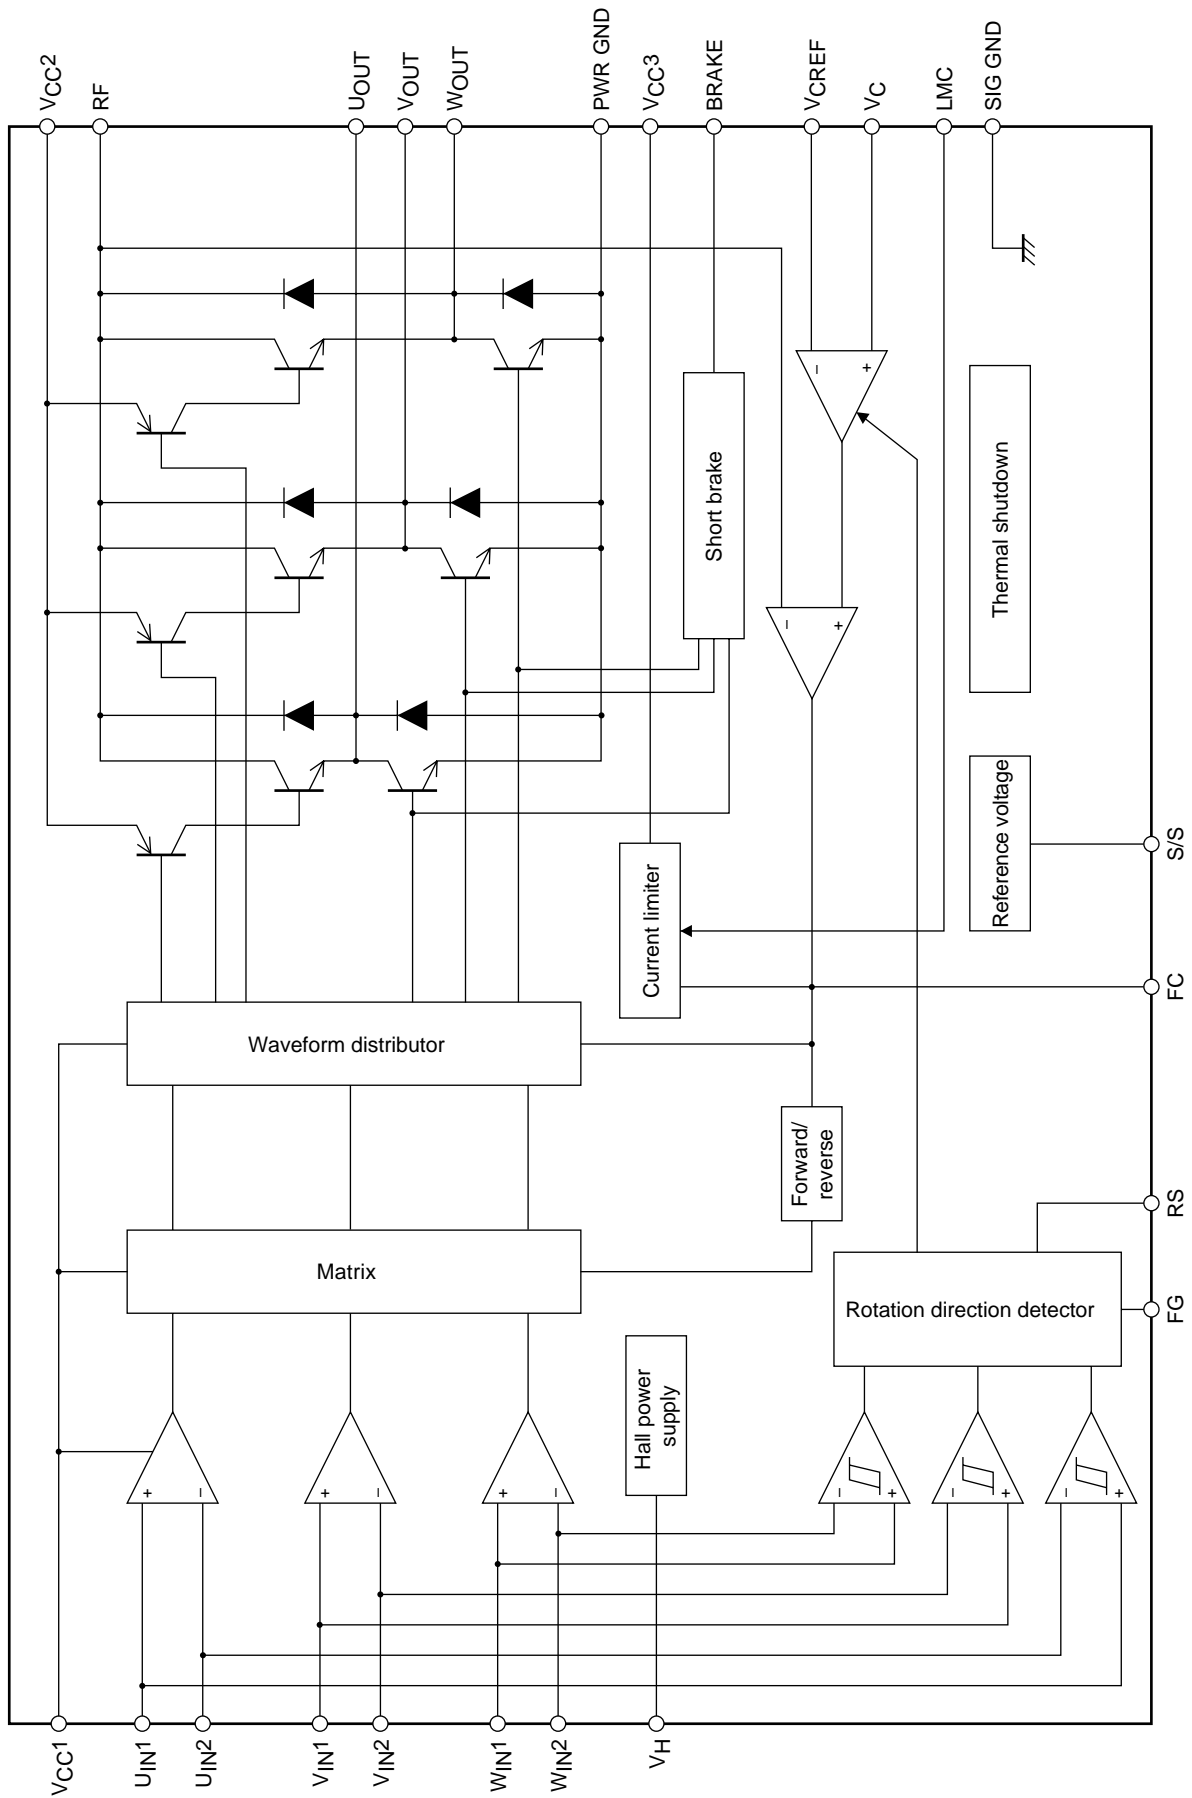 VCC2
RF
UOUT
VOUT
WOUT
PWR GND
VCC3
BRAKE
VCREF
VC
LMC
SIG GND
Short brake
−
+
Thermal shutdown
−
+
Current limiter
Reference voltage
S/S
FC
Waveform distributor
Forward/
reverse
RS
Matrix
Rotation direction detector
FG
Hall power
supply
+
−
+
−
+
−
−
+
−
+
−
+
VCC1
UIN1
UIN2
VIN1
VIN2
WIN1
WIN2
VH